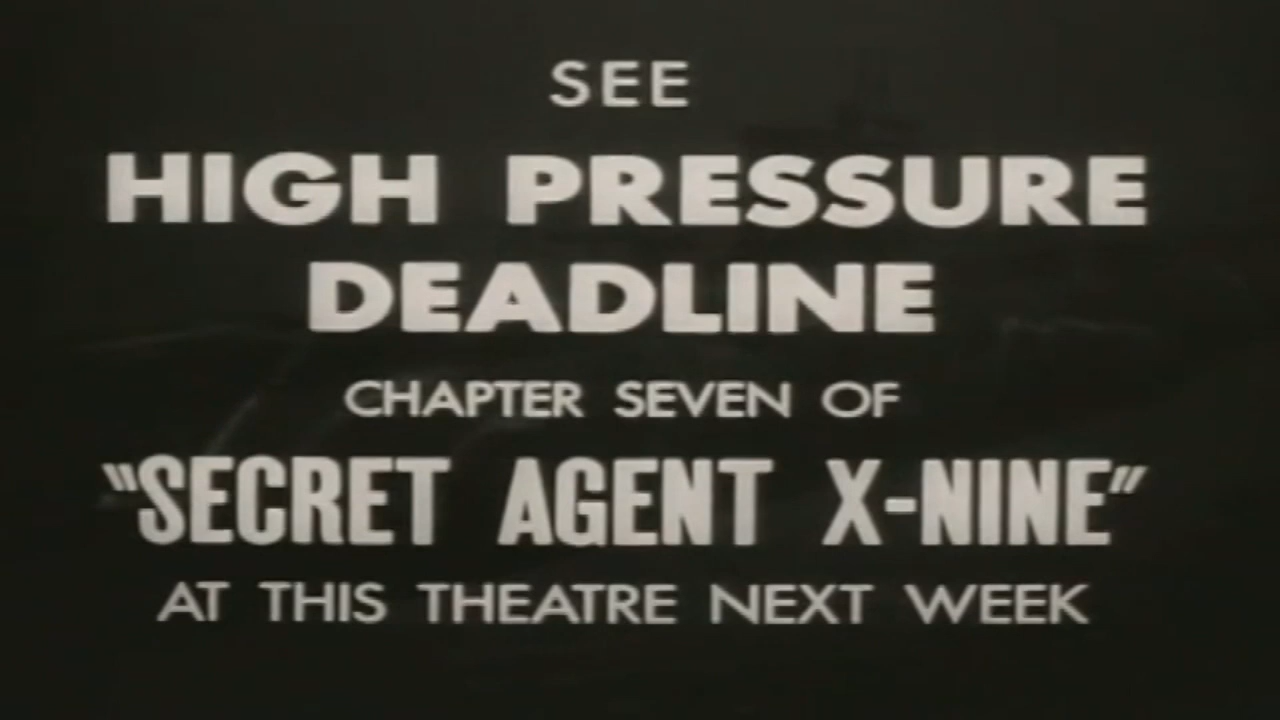 SEE
HIGH PRESSURE
DEADLINE
CHAPTER SEVEN OF
"SECRET AGENT X-NINE"
AT THIS THEATRE NEXT WEEK